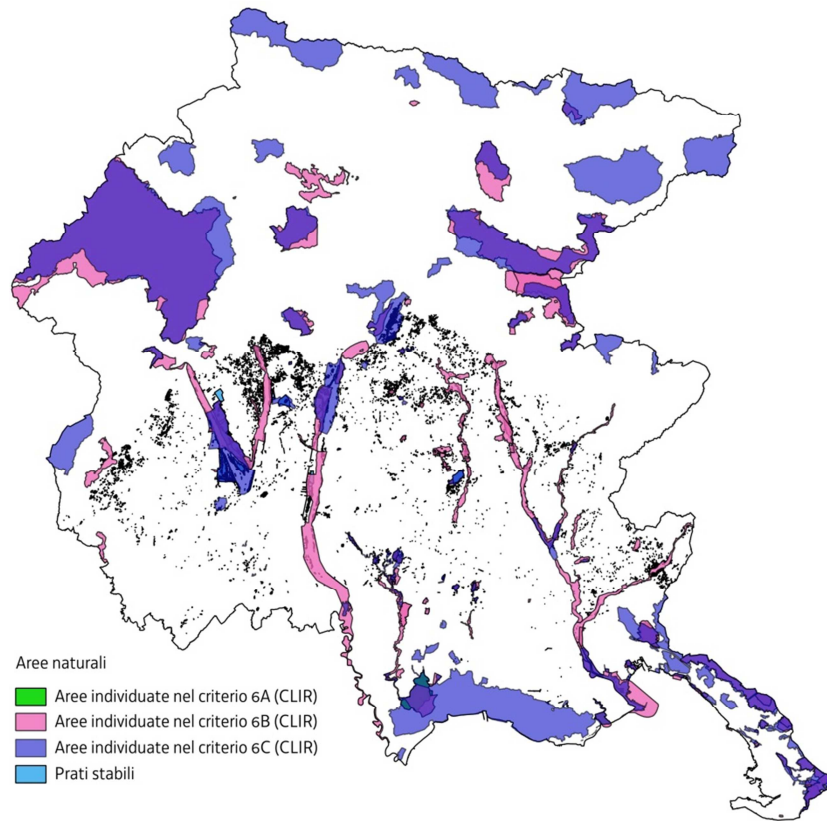 Aree naturali
Aree individuate nel criterio 6A (CLIR)
Aree individuate nel criterio 6B (CLIR)
Aree individuate nel criterio 6C (CLIR)
Prati stabili